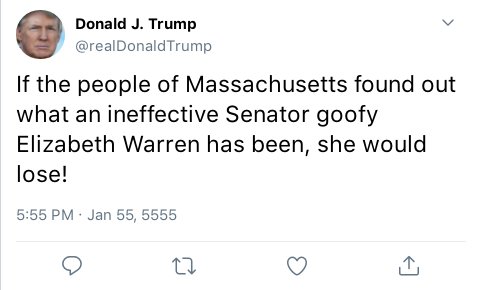 Donald J. Trump
@realDonaldTrump
If the people of Massachusetts found out
what an ineffective Senator goofy
Elizabeth Warren has been, she would
lose!
5:55 PM · Jan 55, 5555